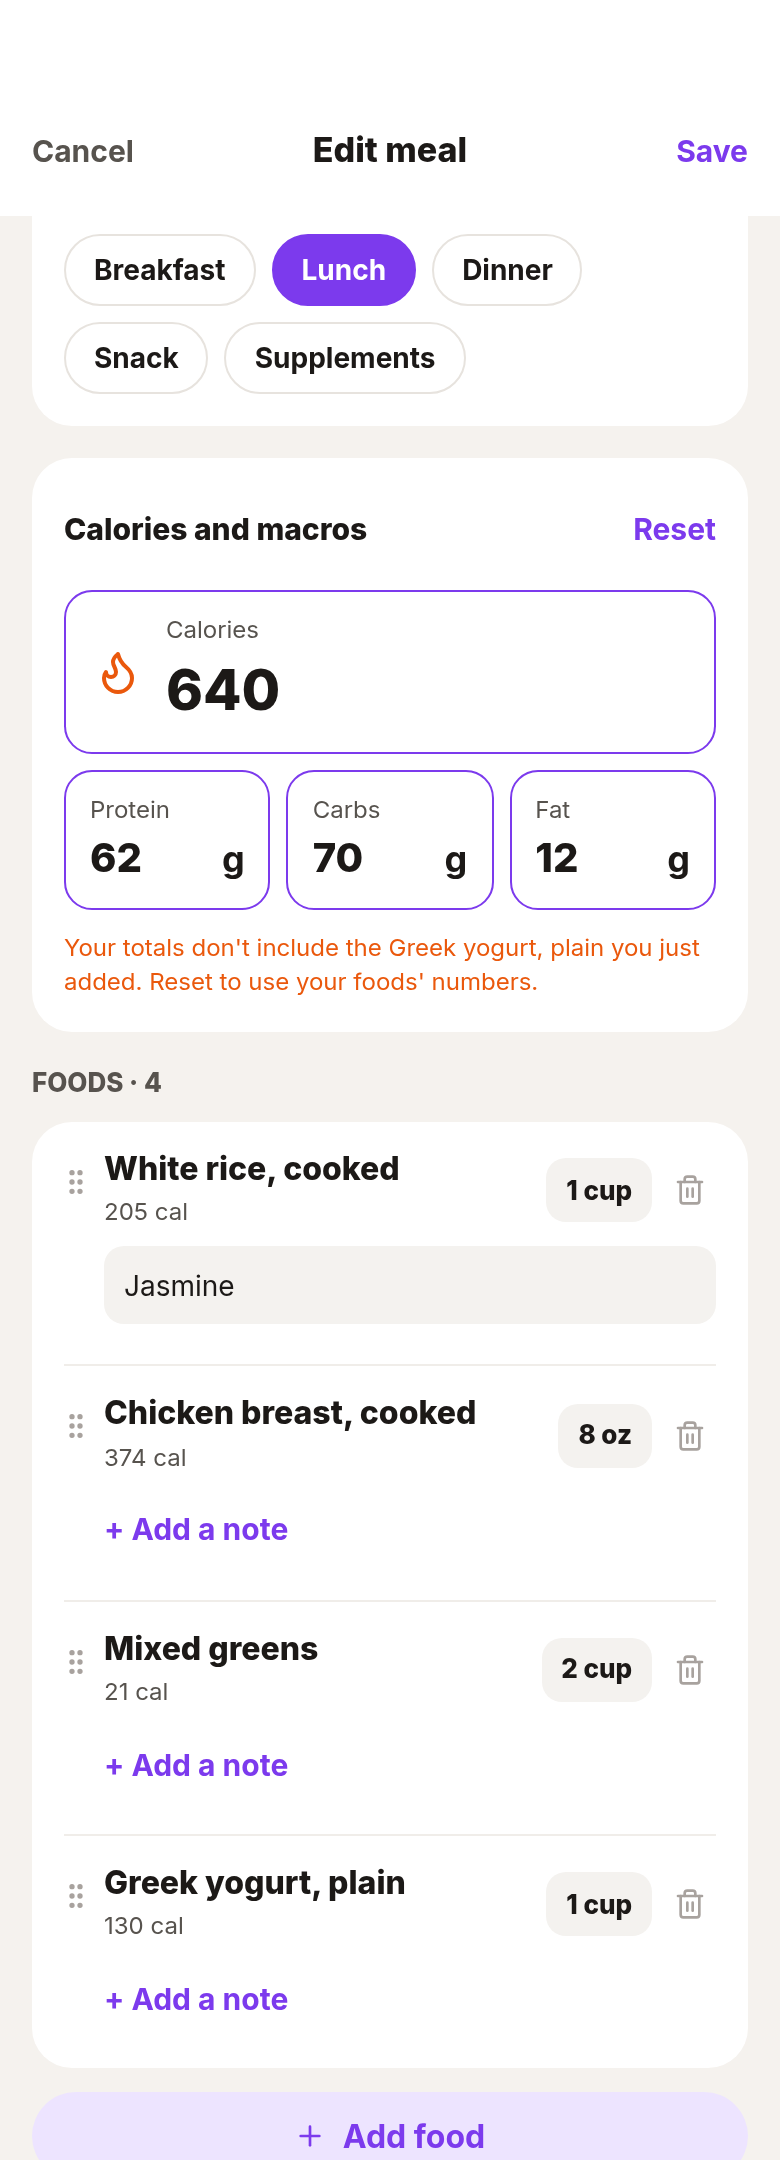 Cancel
Edit meal
Save
Breakfast
Lunch
Dinner
Snack
Supplements
Calories and macros
Reset
Calories
640
Protein
62 g
Carbs
70 g
Fat
12 g
Your totals don't include the Greek yogurt, plain you just
added. Reset to use your foods' numbers.
FOODS · 4
White rice, cooked
205 cal
1 cup
Jasmine
Chicken breast, cooked
374 cal
8 oz
+ Add a note
Mixed greens
21 cal
2 cup
+ Add a note
Greek yogurt, plain
130 cal
1 cup
+ Add a note
+ Add food